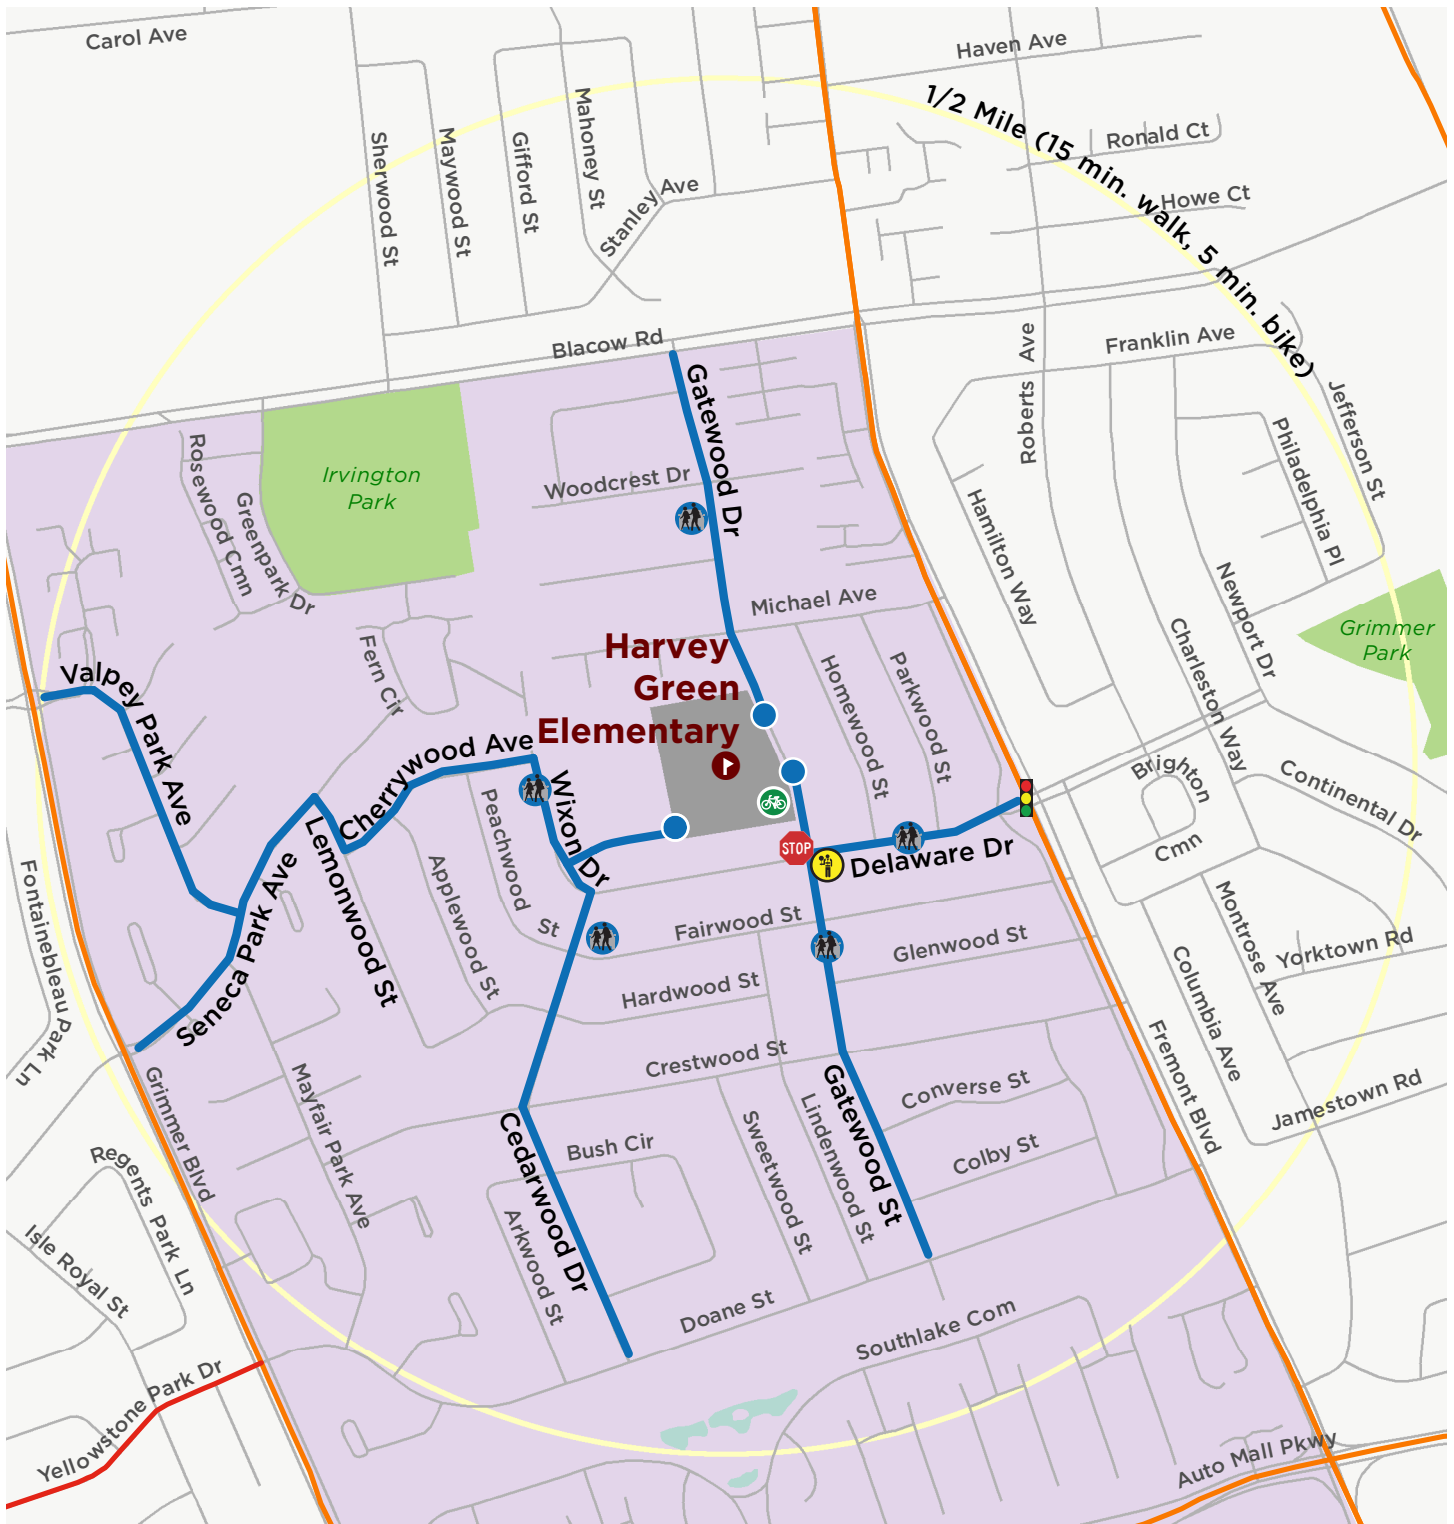 Carol Ave
Haven Ave
1/2 Mile (15 min. walk, 5 min. bike)
Ronald Ct
Howe Ct
Sherwood St
Maywood St
Gifford St
Mahoney St
Stanley Ave
Blacow Rd
Franklin Ave
Roberts Ave
Jefferson St
Philadelphia Pl
Gatewood Dr
Woodcrest Dr
Irvington
Park
Rosewood Cmn
Greenpark Dr
Hamilton Way
Newport Dr
Charleston Way
Grimmer
Park
Michael Ave
Harvey
Green
Elementary
Fern Cir
Valpey Park Ave
Homewood St
Parkwood St
Cherrywood Ave
Wixon Dr
Peachwood St
Brighton
Cmn
Continental Dr
STOP
Delaware Dr
Lemonwood St
Applewood St
Seneca Park Ave
Fontainebleau Park Ln
Fairwood St
Glenwood St
Montrose Ave
Yorktown Rd
Columbia Ave
Hardwood St
Crestwood St
Converse St
Fremont Blvd
Jamestown Rd
Grimmer Blvd
Mayfair Park Ave
Cedarwood Dr
Bush Cir
Sweetwood St
Lindenwood St
Gatewood St
Colby St
Regents Park Ln
Isle Royal St
Arkwood St
Doane St
Southlake Com
Yellowstone Park Dr
Auto Mall Pkwy